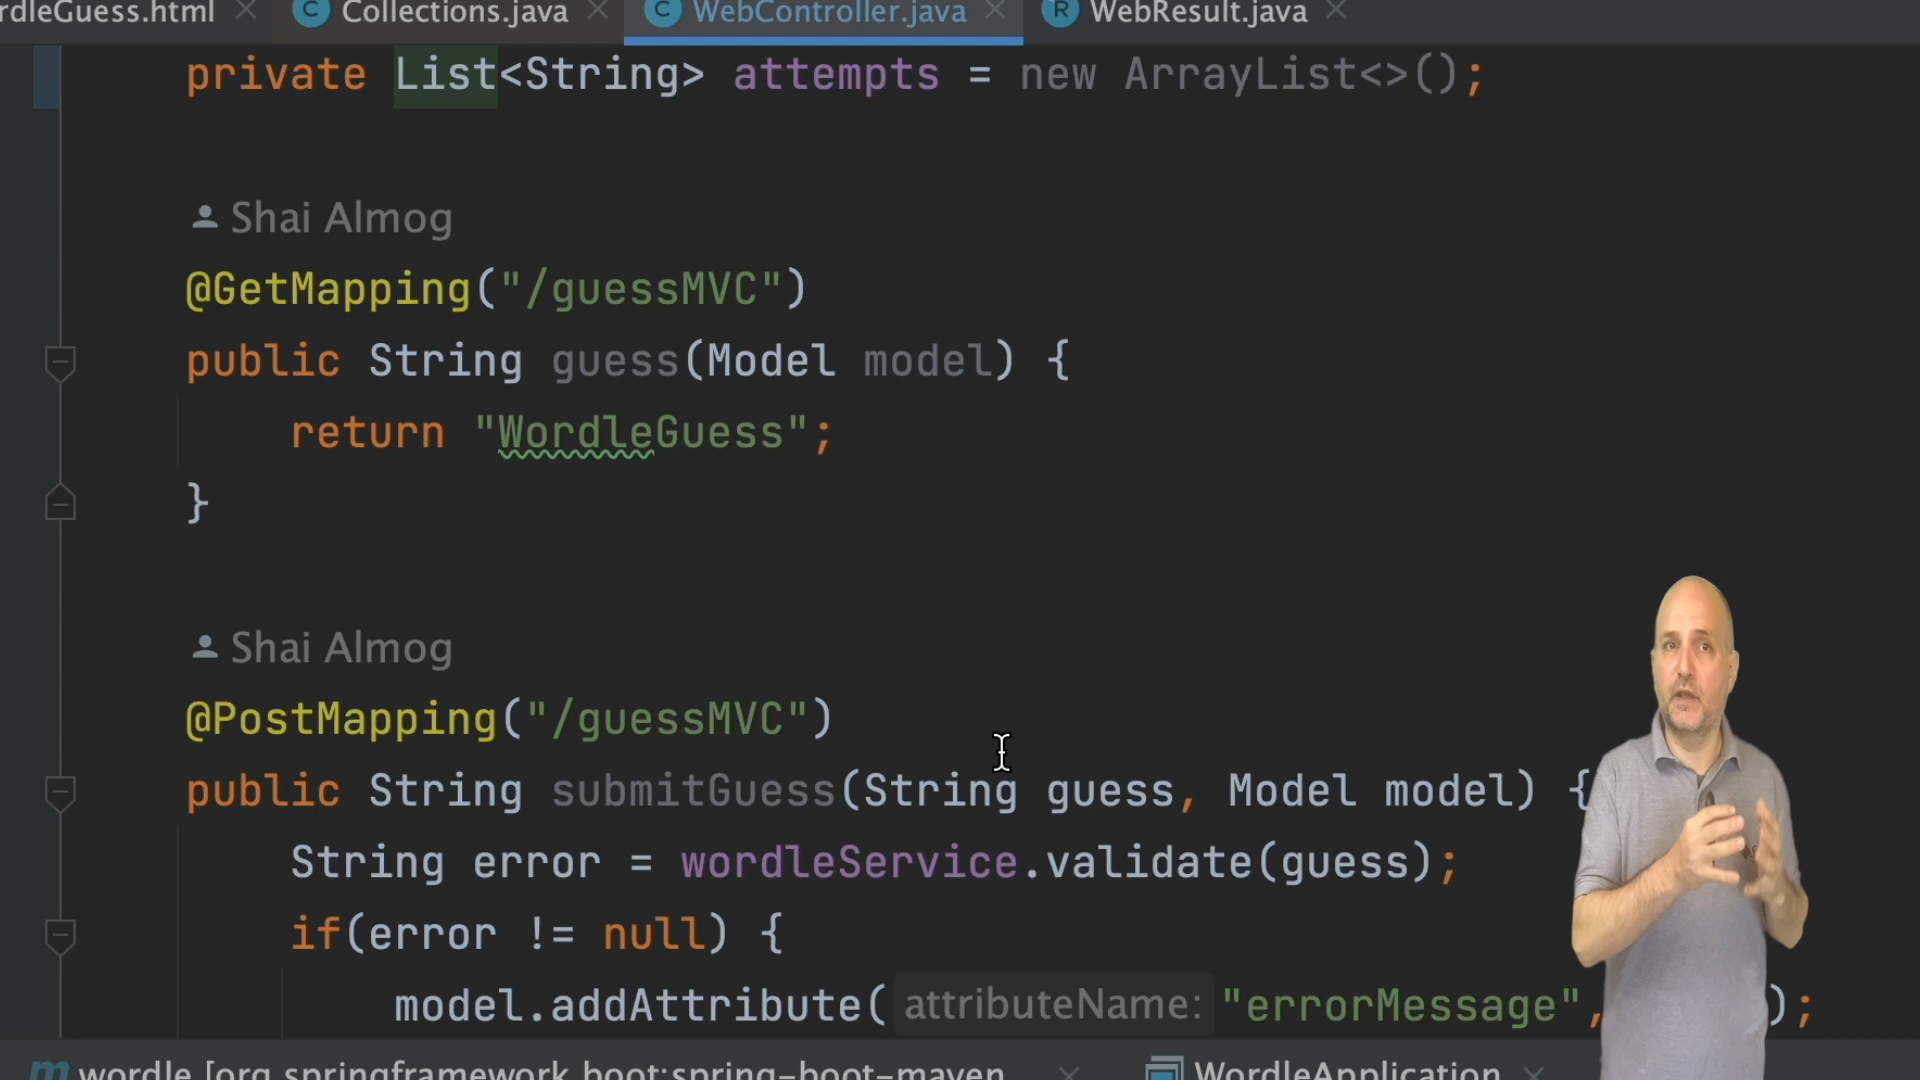 rdleGuess.html Collections.java WebController.java WebResult.java
private List<String> attempts = new ArrayList<>();
Shai Almog
@GetMapping("/guessMVC")
public String guess(Model model) {
return "WordleGuess";
}
Shai Almog
@PostMapping("/guessMVC")
public String submitGuess(String guess, Model model) {
String error = wordleService.validate(guess);
if(error != null) {
model.addAttribute( attributeName: "errorMessage", );
wordle [org.springframework.boot:spring-boot-maven... WordleApplication